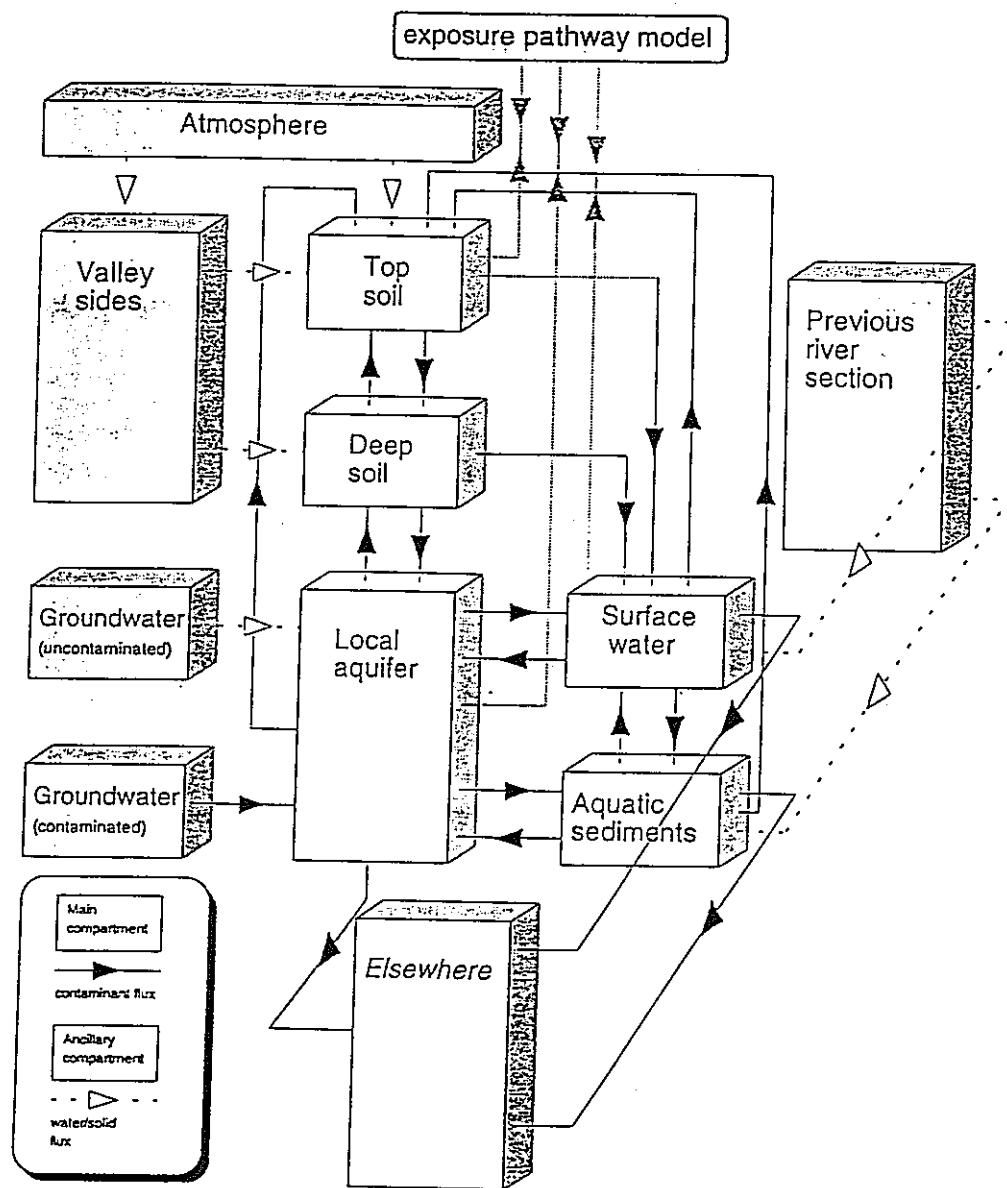 exposure pathway model
Atmosphere
Valley
sides
Top
soil
Previous
river
section
Deep
soil
Groundwater
(uncontaminated)
Local
aquifer
Surface
water
Groundwater
(contaminated)
Aquatic
sediments
Main
compartment
contaminant flux
Ancillary
compartment
water/solid
flux
Elsewhere